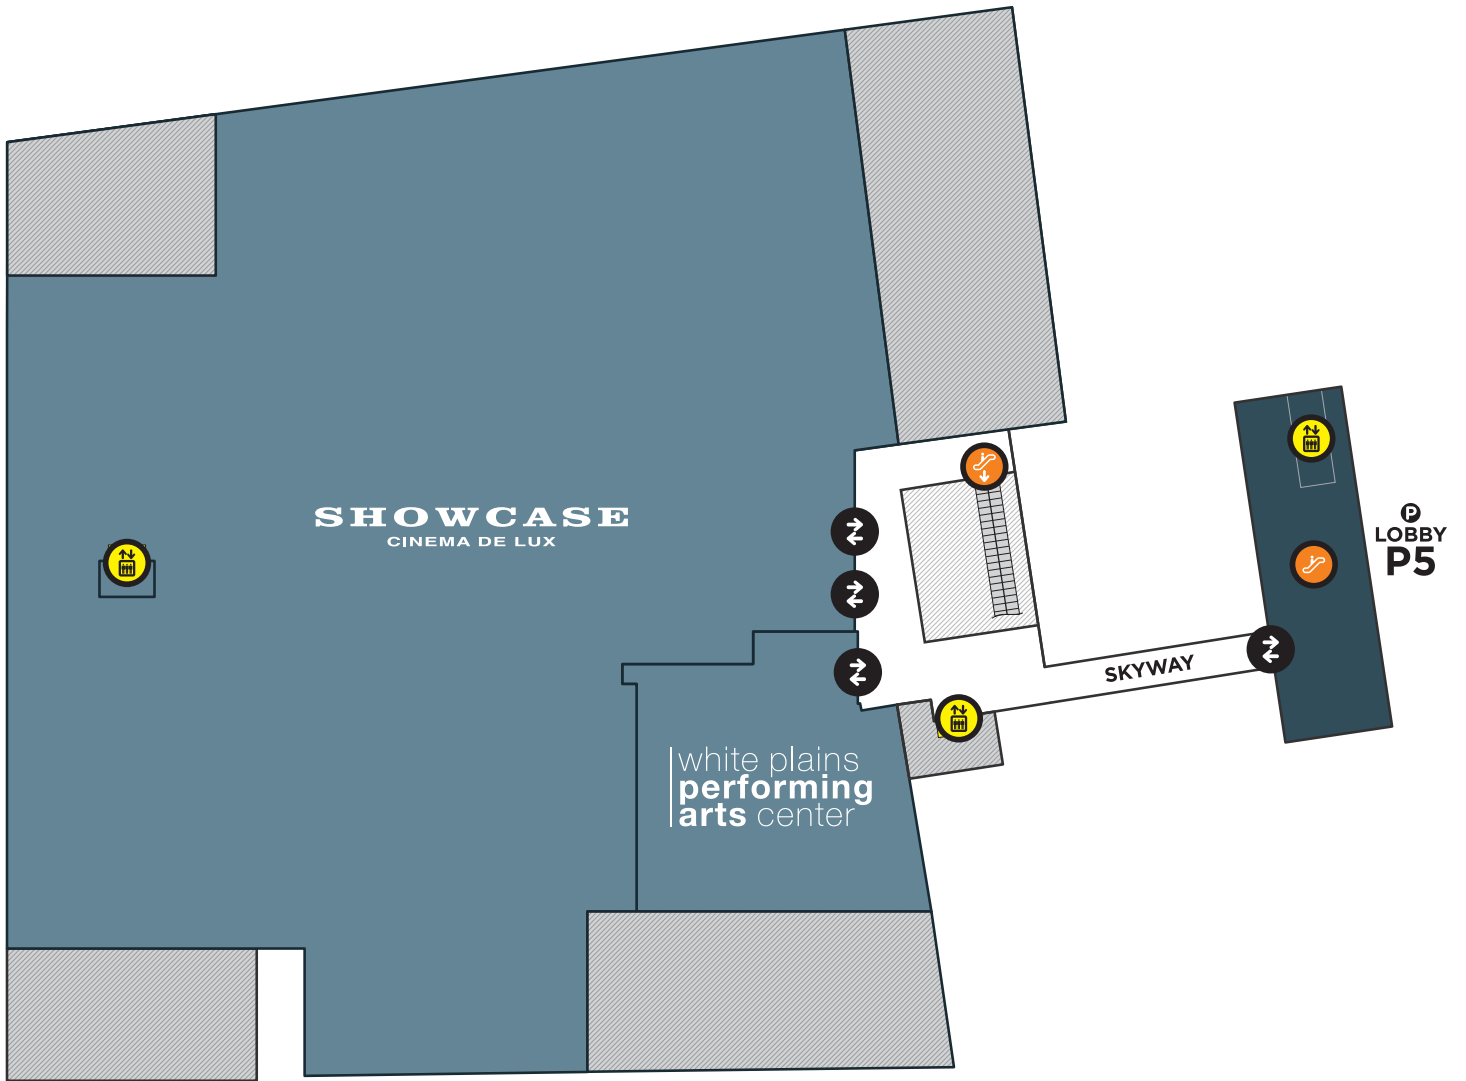 SHOWCASE
CINEMA DE LUX
white plains
performing
arts center
SKYWAY
P
LOBBY
P5